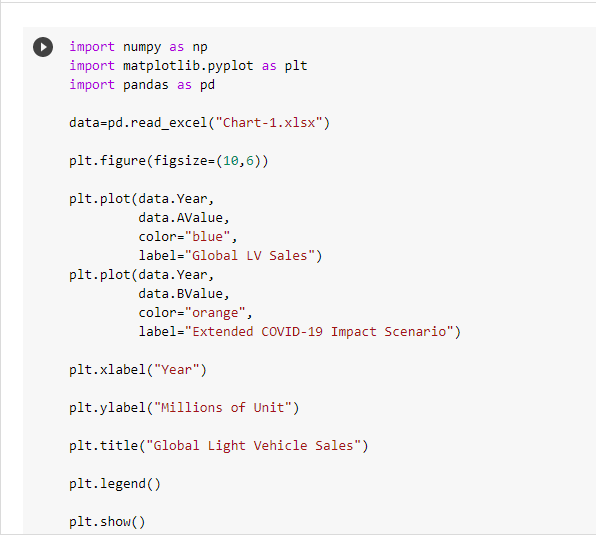 import numpy as np
import matplotlib.pyplot as plt
import pandas as pd
data=pd.read_excel("Chart-1.xlsx")
plt.figure(figsize=(10,6))
plt.plot(data.Year,
data.AValue,
color="blue",
label="Global LV Sales")
plt.plot(data.Year,
data.BValue,
color="orange",
label="Extended COVID-19 Impact Scenario")
plt.xlabel("Year")
plt.ylabel("Millions of Unit")
plt.title("Global Light Vehicle Sales")
plt.legend()
plt.show()